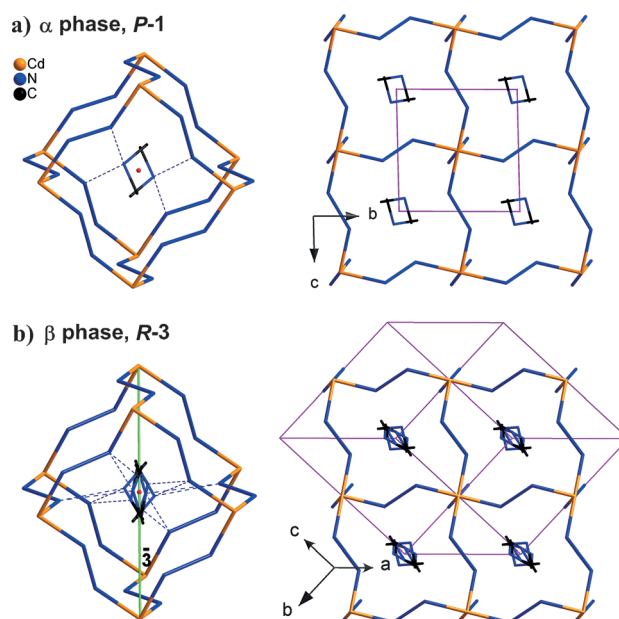 a) α phase, P-1
Cd
N
C
b
c
b) β phase, R-3
3̄
c
a
b